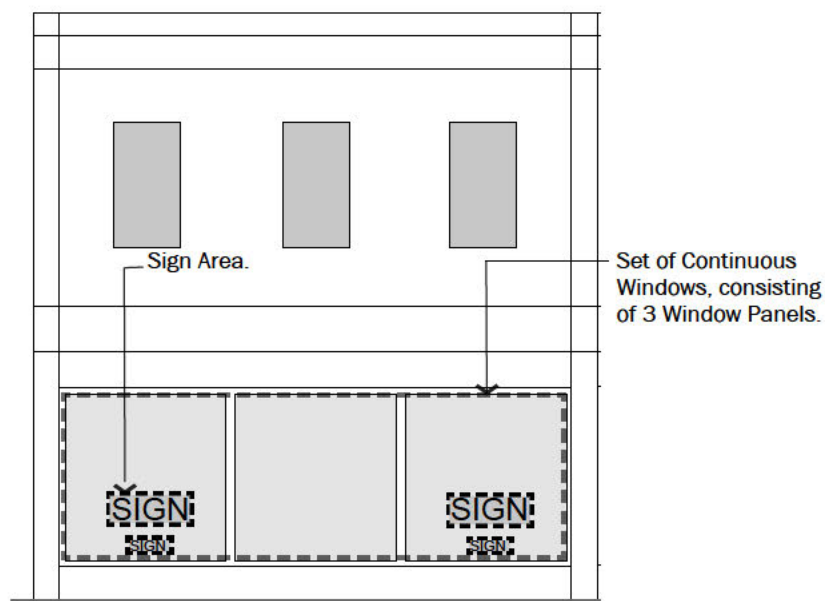 Sign Area.
Set of Continuous
Windows, consisting
of 3 Window Panels.
SIGN
SIGN
SIGN
SIGN